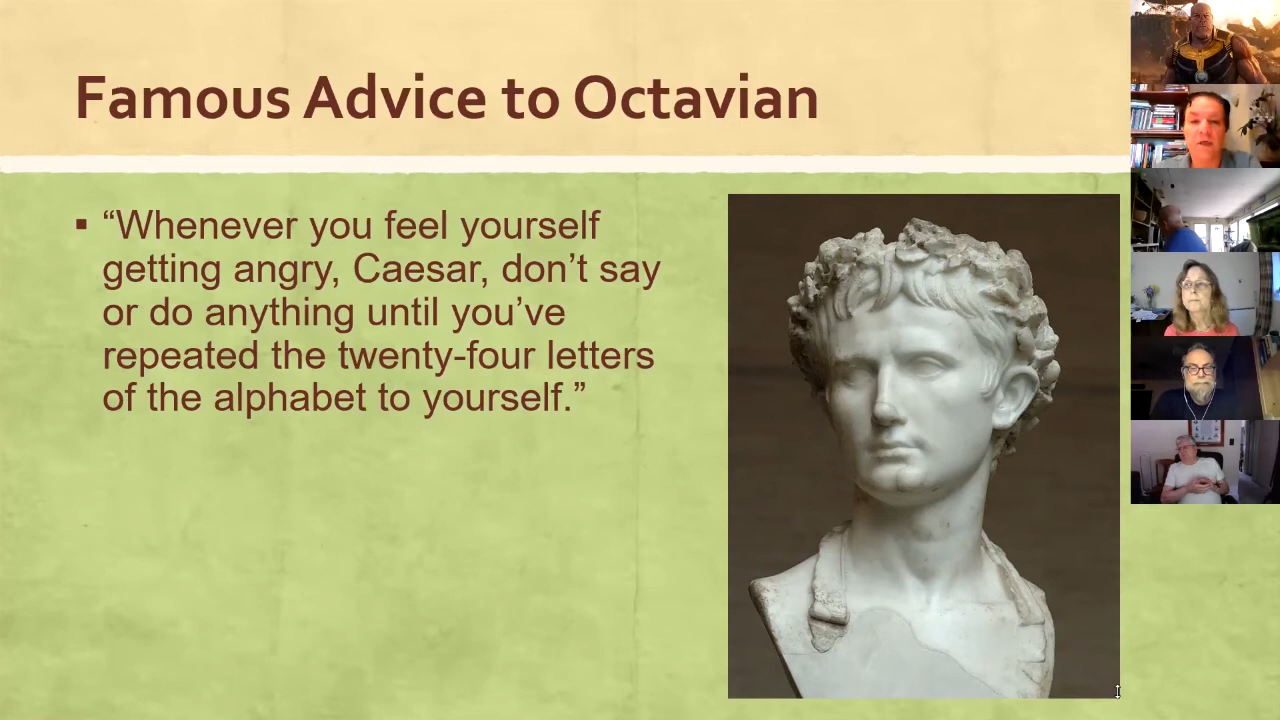 Famous Advice to Octavian
▪ “Whenever you feel yourself
getting angry, Caesar, don’t say
or do anything until you’ve
repeated the twenty-four letters
of the alphabet to yourself.”